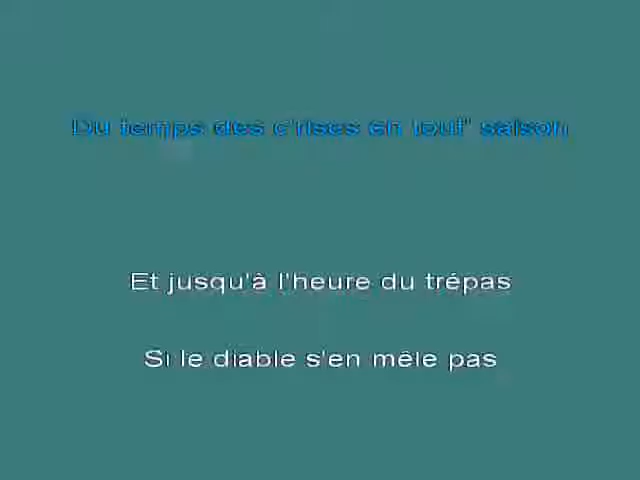 Du temps des c'rises en tout' saison
Et jusqu'à l'heure du trépas
Si le diable s'en mêle pas